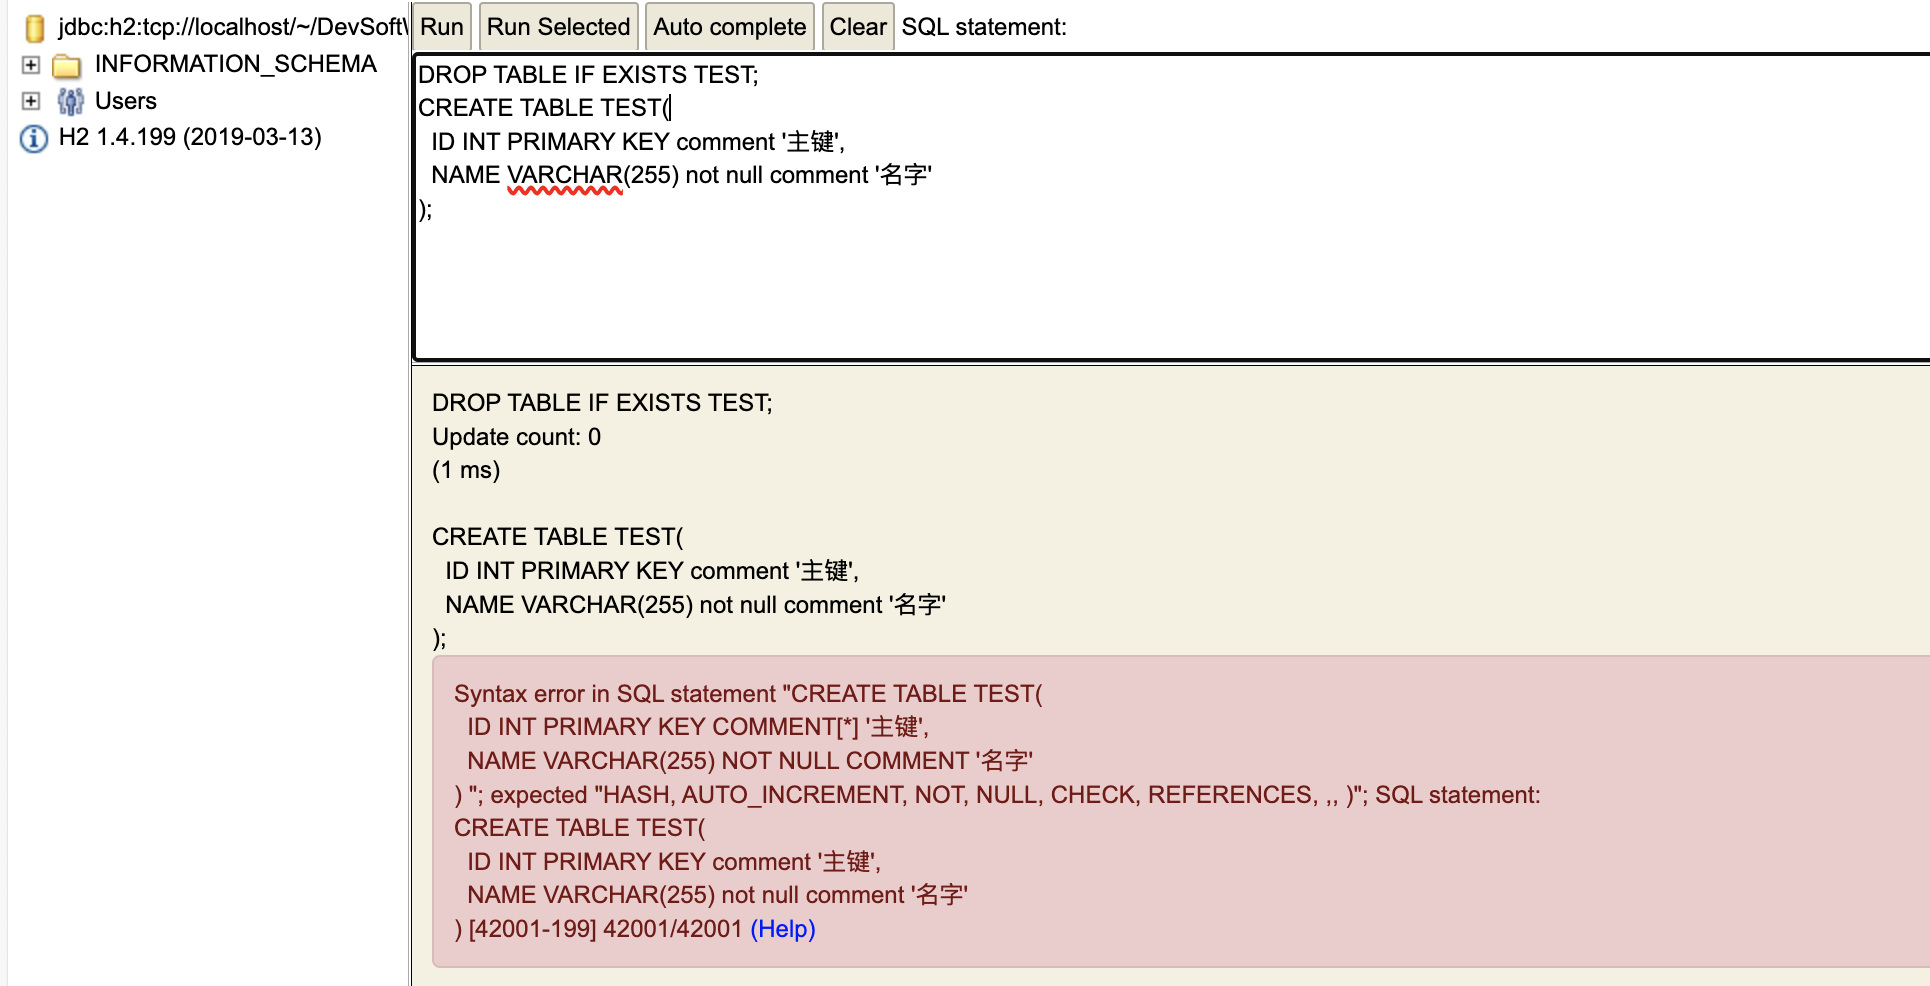 jdbc:h2:tcp://localhost/~/DevSoft\
INFORMATION_SCHEMA
Users
H2 1.4.199 (2019-03-13)
Run Run Selected Auto complete Clear SQL statement:
DROP TABLE IF EXISTS TEST;
CREATE TABLE TEST(
ID INT PRIMARY KEY comment '主键',
NAME VARCHAR(255) not null comment '名字'
);
DROP TABLE IF EXISTS TEST;
Update count: 0
(1 ms)
CREATE TABLE TEST(
ID INT PRIMARY KEY comment '主键',
NAME VARCHAR(255) not null comment '名字'
);
Syntax error in SQL statement "CREATE TABLE TEST(
ID INT PRIMARY KEY COMMENT[*] '主键',
NAME VARCHAR(255) NOT NULL COMMENT '名字'
) "; expected "HASH, AUTO_INCREMENT, NOT, NULL, CHECK, REFERENCES, ,, )"; SQL statement:
CREATE TABLE TEST(
ID INT PRIMARY KEY comment '主键',
NAME VARCHAR(255) not null comment '名字'
) [42001-199] 42001/42001 (Help)